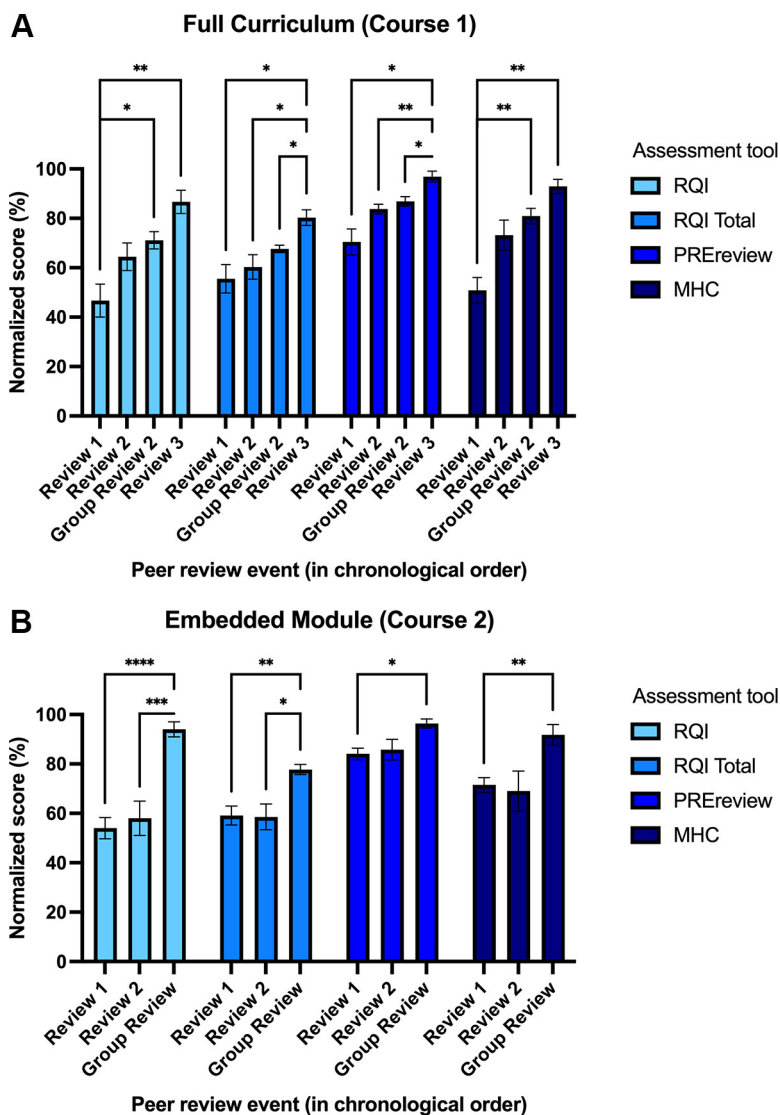 A
Full Curriculum (Course 1)
** * * **
* * ** **
* *
Normalized score (%)
100
80
60
40
20
0
Review 1
Review 2
Group Review 2
Review 3
Review 1
Review 2
Group Review 2
Review 3
Review 1
Review 2
Group Review 2
Review 3
Review 1
Review 2
Group Review 2
Review 3
Peer review event (in chronological order)
Assessment tool
RQI
RQI Total
PREreview
MHC
B
Embedded Module (Course 2)
**** ** * **
*** *
Normalized score (%)
100
80
60
40
20
0
Review 1
Review 2
Group Review
Review 1
Review 2
Group Review
Review 1
Review 2
Group Review
Review 1
Review 2
Group Review
Peer review event (in chronological order)
Assessment tool
RQI
RQI Total
PREreview
MHC